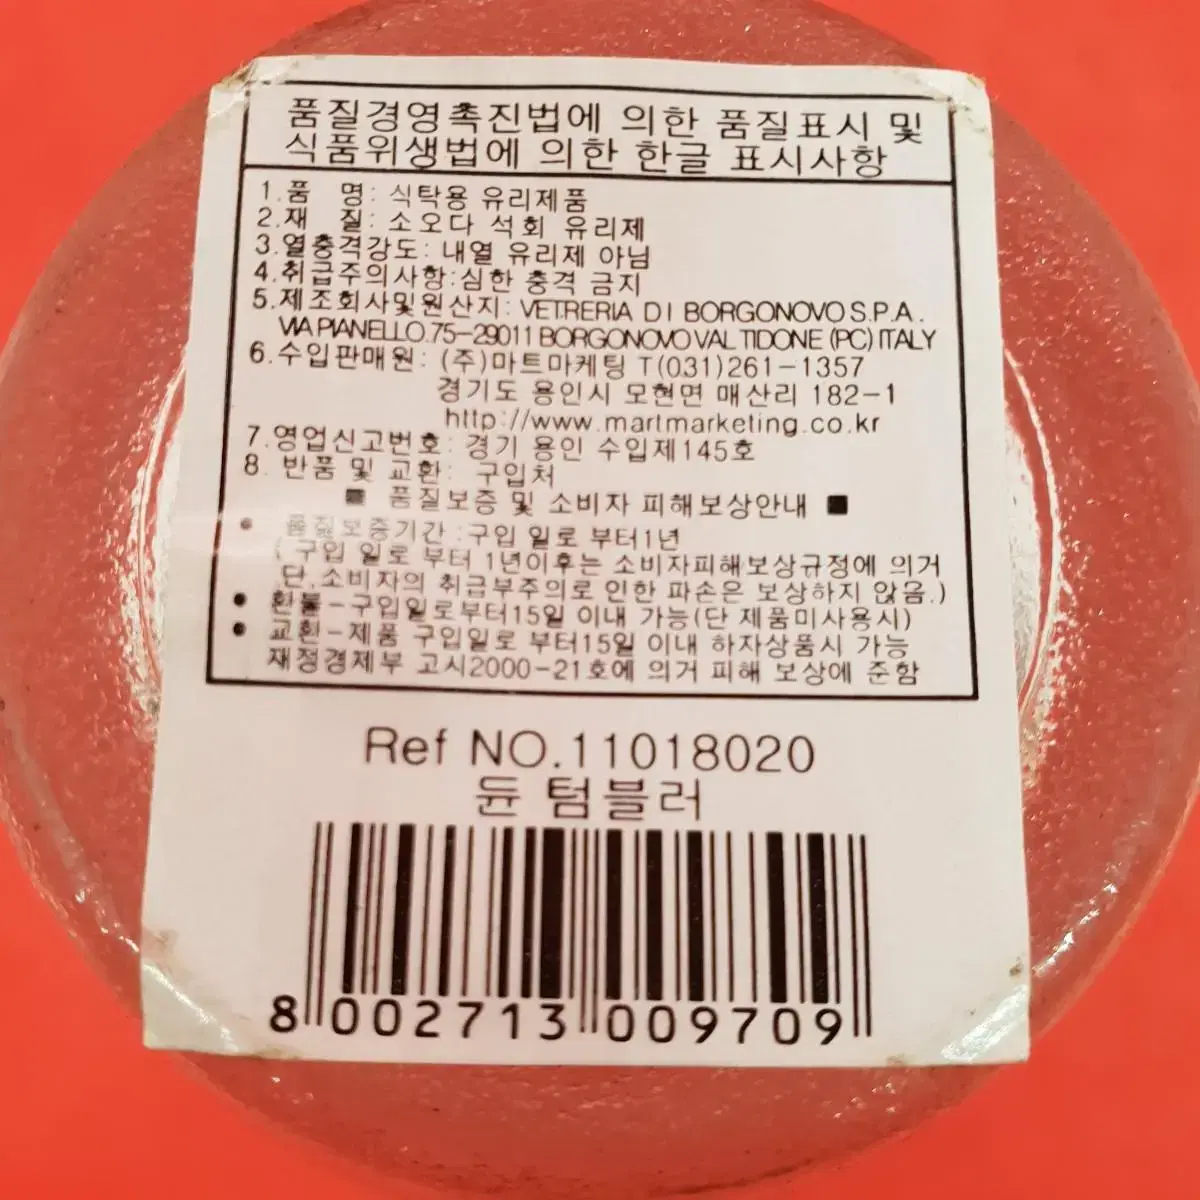 품질경영촉진법에 의한 품질표시 및
식품위생법에 의한 한글 표시사항
1.품 명: 식탁용 유리제품
2.재 질: 소오다 석회 유리제
3.열충격강도: 내열 유리제 아님
4.취급주의사항:심한 충격 금지
5.제조회사및원산지: VETRERIA DI BORGONOVO S.P.A.
VIA PIANELLO.75-29011 BORGONOVO VAL TIDONE (PC) ITALY
6.수입판매원: (주)마트마케팅 T(031)261-1357
경기도 용인시 모현면 매산리 182-1
http://www.martmarketing.co.kr
7.영업신고번호: 경기 용인 수입제145호
8. 반품 및 교환: 구입처
■ 품질보증 및 소비자 피해보상안내 ■
• 품질보증기간 :구입 일로 부터1년
(구입 일로 부터 1년이후는 소비자피해보상규정에 의거
단.소비자의 취급부주의로 인한 파손은 보상하지 않음.)
• 환불-구입일로부터15일 이내 가능(단 제품미사용시)
• 교환-제품 구입일로 부터15일 이내 하자상품시 가능
재정경제부 고시2000-21호에 의거 피해 보상에 준함
Ref NO.11018020
듄 텀블러
8 002713 009709